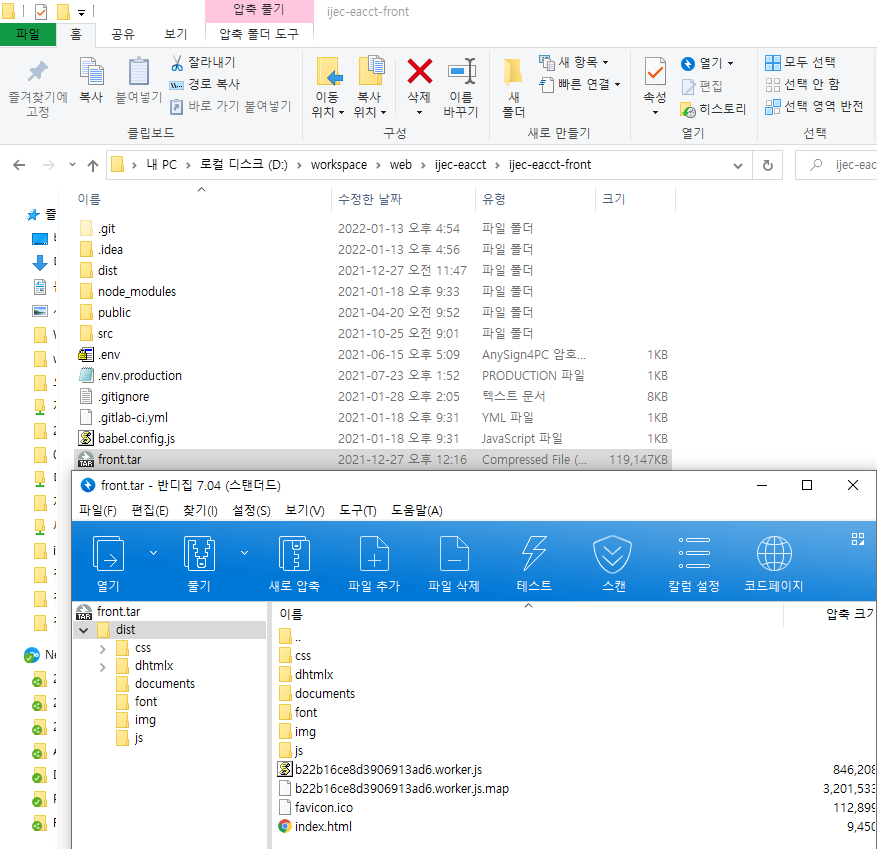 압축 풀기
ijec-eacct-front
파일
홈
공유
보기
압축 폴더 도구
즐겨찾기에
고정
복사
붙여넣기
잘라내기
경로 복사
바로 가기 붙여넣기
클립보드
이동
위치
복사
위치
삭제
이름
바꾸기
구성
새
폴더
새 항목
빠른 연결
새로 만들기
속성
열기
편집
히스토리
열기
모두 선택
선택 안 함
선택 영역 반전
선택
내 PC > 로컬 디스크 (D:) > workspace > web > ijec-eacct > ijec-eacct-front
ijec-eac
이름 수정한 날짜 유형 크기
.git 2022-01-13 오후 4:54 파일 폴더
.idea 2022-01-13 오후 4:56 파일 폴더
dist 2021-12-27 오전 11:47 파일 폴더
node_modules 2021-01-18 오후 9:33 파일 폴더
public 2021-04-20 오전 9:52 파일 폴더
src 2021-10-25 오전 9:01 파일 폴더
.env 2021-06-15 오후 5:09 AnySign4PC 암호... 1KB
.env.production 2021-07-23 오후 1:52 PRODUCTION 파일 1KB
.gitignore 2021-01-28 오후 2:05 텍스트 문서 8KB
.gitlab-ci.yml 2021-01-18 오후 9:31 YML 파일 1KB
babel.config.js 2021-01-18 오후 9:31 JavaScript 파일 1KB
front.tar 2021-12-27 오후 12:16 Compressed File (... 119,147KB
즐
front.tar - 반디집 7.04 (스탠더드)
파일(F) 편집(E) 찾기(I) 설정(S) 보기(V) 도구(T) 도움말(A)
열기 풀기 새로 압축 파일 추가 파일 삭제 테스트 스캔 칼럼 설정 코드페이지
TAR front.tar
dist
css
dhtmlx
documents
font
img
js
이름 압축 크기
..
css
dhtmlx
documents
font
img
js
b22b16ce8d3906913ad6.worker.js 846,208
b22b16ce8d3906913ad6.worker.js.map 3,201,533
favicon.ico 112,899
index.html 9,450